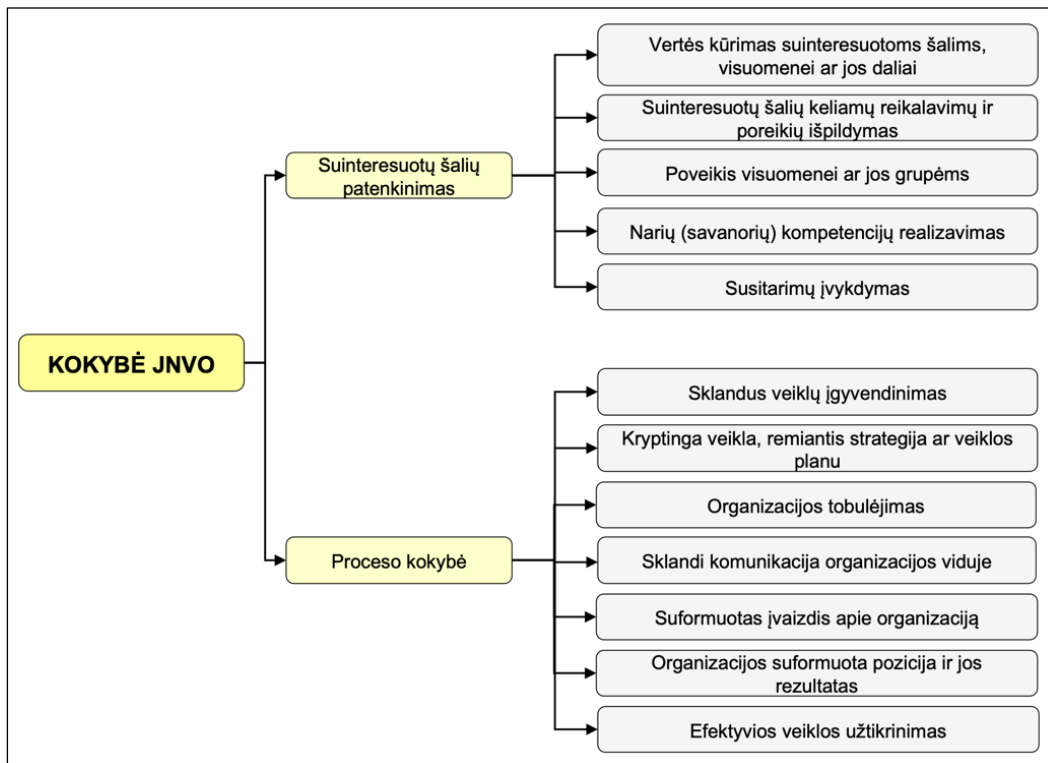 KOKYBĖ JNVO
Suinteresuotų šalių
patenkinimas
Vertės kūrimas suinteresuotoms šalims,
visuomenei ar jos daliai
Suinteresuotų šalių keliamų reikalavimų ir
poreikių išpildymas
Poveikis visuomenei ar jos grupėms
Narių (savanorių) kompetencijų realizavimas
Susitarimų įvykdymas
Proceso kokybė
Sklandus veiklų įgyvendinimas
Kryptinga veikla, remiantis strategija ar veiklos
planu
Organizacijos tobulėjimas
Sklandi komunikacija organizacijos viduje
Suformuotas įvaizdis apie organizaciją
Organizacijos suformuota pozicija ir jos
rezultatas
Efektyvios veiklos užtikrinimas